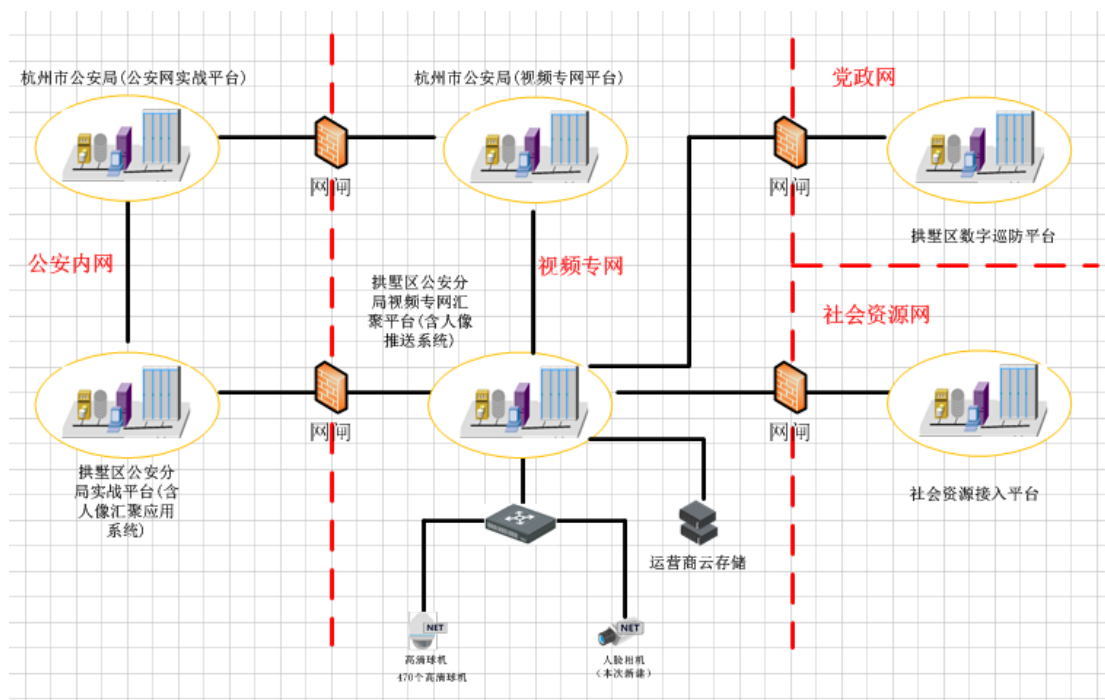 杭州市公安局(公安网实战平台)
杭州市公安局(视频专网平台)
党政网
网闸
网闸
拱墅区数字巡防平台
公安内网
视频专网
拱墅区公安分
局视频专网汇
聚平台(含人像
推送系统)
社会资源网
网闸
网闸
拱墅区公安分
局实战平台(含
人像汇聚应用
系统)
社会资源接入平台
运营商云存储
NET
NET
高清球机
470个高清球机
人脸相机
(本次新建)